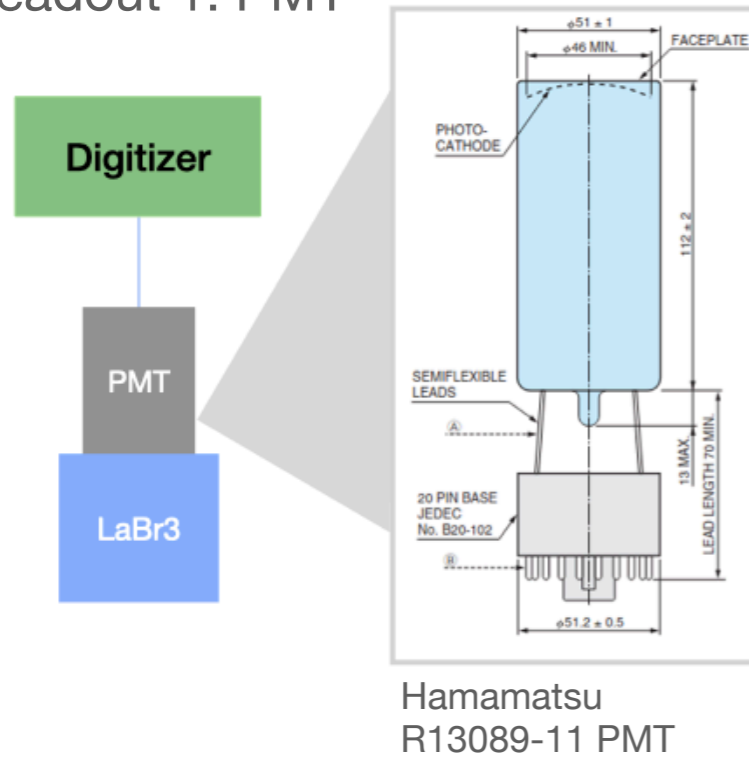 eadout 1: PMT
Digitizer
PMT
LaBr3
φ51 ± 1
φ46 MIN.
FACEPLATE
PHOTO-
CATHODE
112 ± 2
SEMIFLEXIBLE
LEADS
Ⓐ
13 MAX.
LEAD LENGTH 70 MIN.
20 PIN BASE
JEDEC
No. B20-102
Ⓑ
φ51.2 ± 0.5
Hamamatsu
R13089-11 PMT